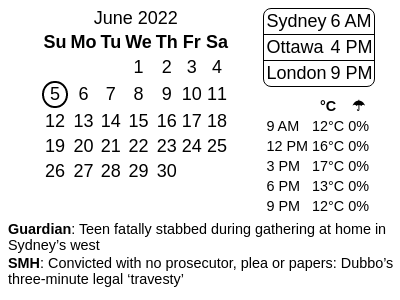 June 2022
Su Mo Tu We Th Fr Sa
1 2 3 4
5 6 7 8 9 10 11
12 13 14 15 16 17 18
19 20 21 22 23 24 25
26 27 28 29 30
Sydney 6 AM
Ottawa 4 PM
London 9 PM
°C ☂
9 AM 12°C 0%
12 PM 16°C 0%
3 PM 17°C 0%
6 PM 13°C 0%
9 PM 12°C 0%
Guardian: Teen fatally stabbed during gathering at home in
Sydney’s west
SMH: Convicted with no prosecutor, plea or papers: Dubbo’s
three-minute legal ‘travesty’